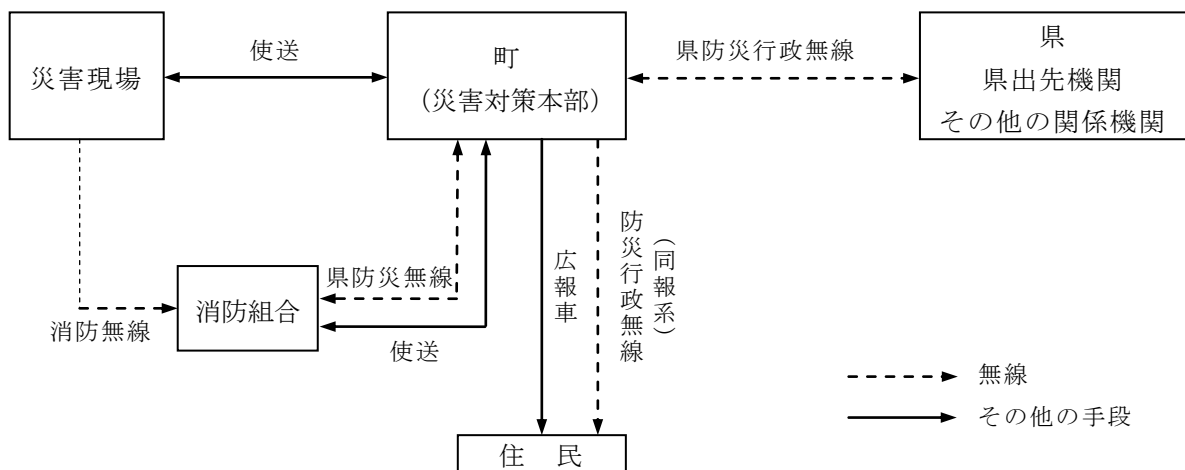 使送
県防災行政無線
災害現場
町
(災害対策本部)
県
県出先機関
その他の関係機関
県防災無線
消防組合
消防無線
使送
広報車
防災行政無線
(同報系)
無線
その他の手段
住 民